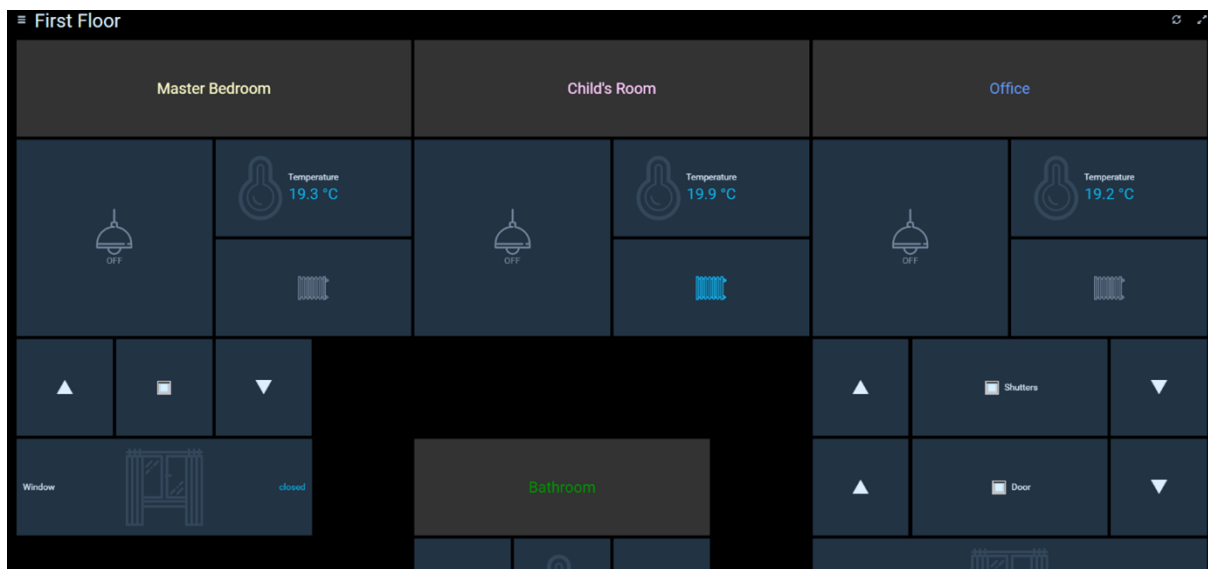 First Floor
Master Bedroom
Child's Room
Office
Temperature
19.3 °C
Temperature
19.9 °C
Temperature
19.2 °C
OFF
OFF
OFF
Shutters
Window
closed
Bathroom
Door